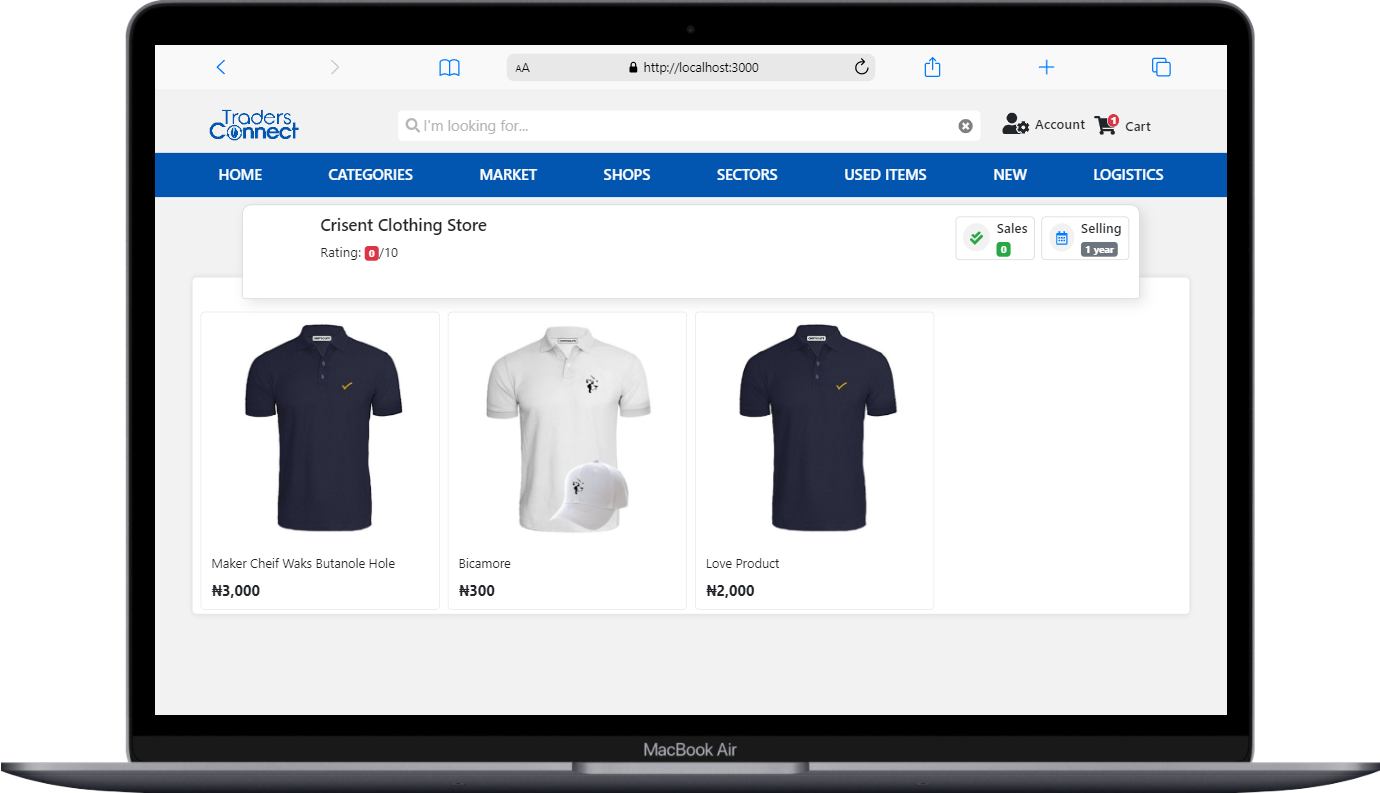 AA
http://localhost:3000
Traders
Connect
I'm looking for...
Account
1
Cart
HOME
CATEGORIES
MARKET
SHOPS
SECTORS
USED ITEMS
NEW
LOGISTICS
Crisent Clothing Store
Rating: 0/10
Sales
0
Selling
1 year
Maker Cheif Waks Butanole Hole
₦3,000
Bicamore
₦300
Love Product
₦2,000
MacBook Air